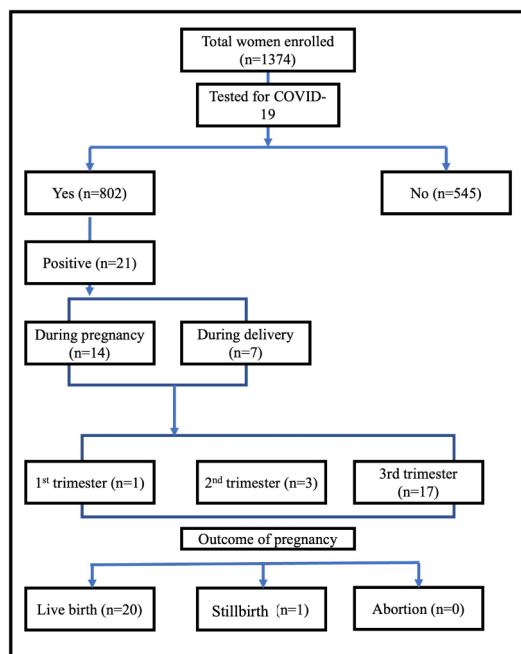 Total women enrolled
(n=1374)
Tested for COVID-
19
Yes (n=802)
No (n=545)
Positive (n=21)
During pregnancy
(n=14)
During delivery
(n=7)
1st trimester (n=1)
2nd trimester (n=3)
3rd trimester
(n=17)
Outcome of pregnancy
Live birth (n=20)
Stillbirth (n=1)
Abortion (n=0)